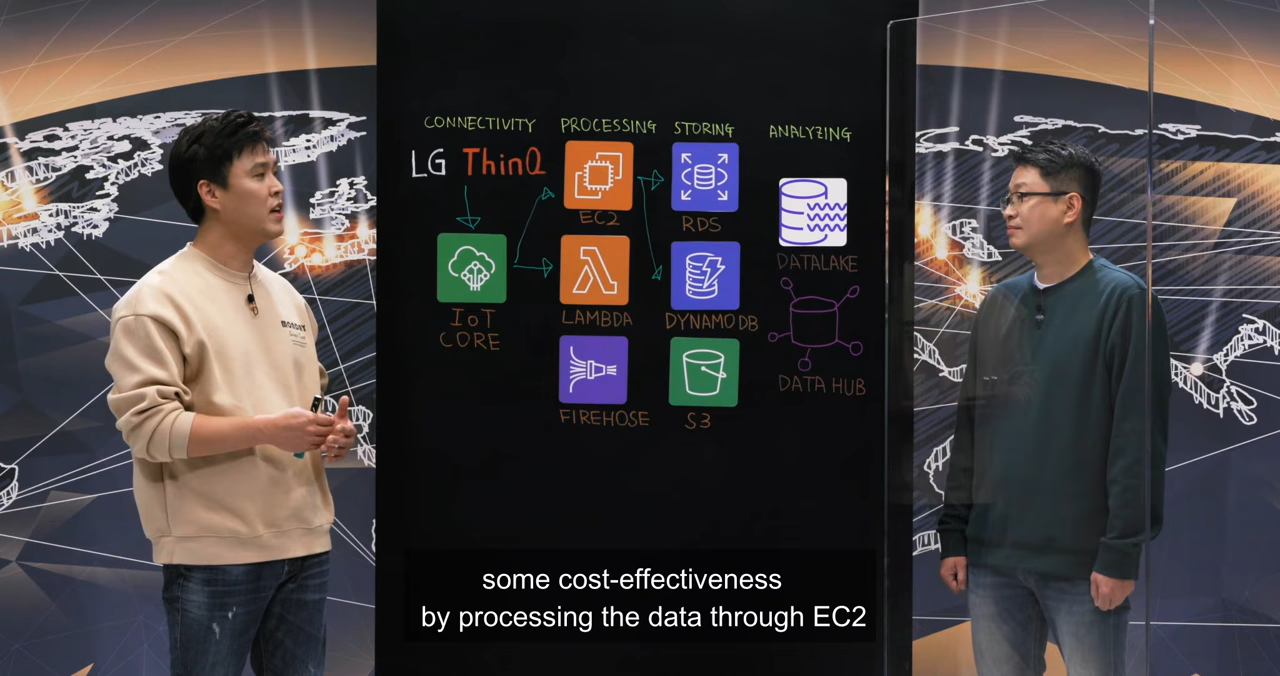 CONNECTIVITY
PROCESSING
STORING
ANALYZING
LG ThinQ
EC2
RDS
DATALAKE
IoT
CORE
LAMBDA
DYNAMODB
DATA HUB
FIREHOSE
S3
some cost-effectiveness
by processing the data through EC2